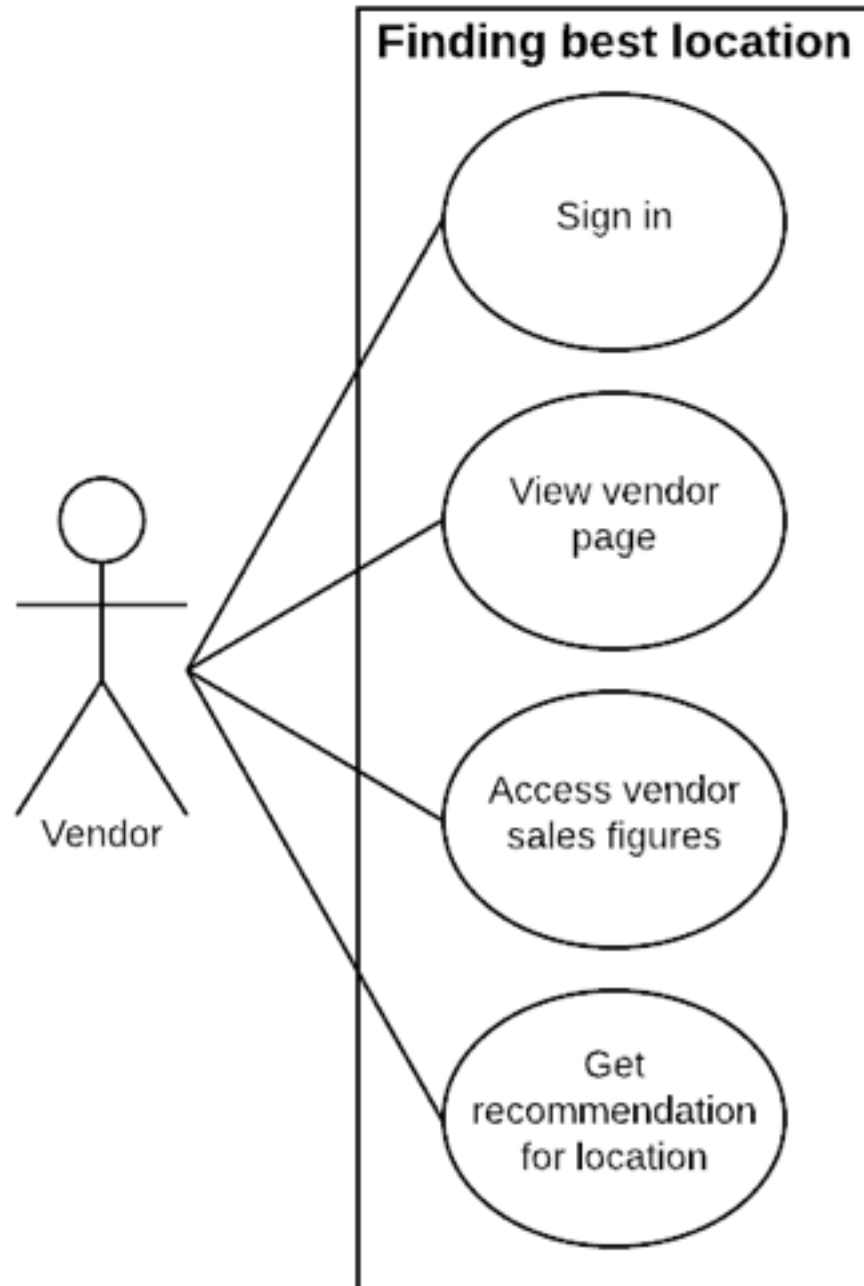 Finding best location
Sign in
View vendor
page
Vendor
Access vendor
sales figures
Get
recommendation
for location